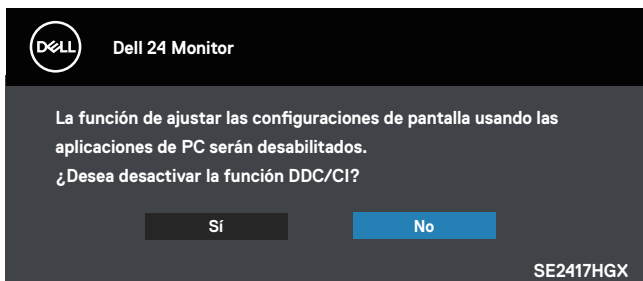 DELL
Dell 24 Monitor
La función de ajustar las configuraciones de pantalla usando las
aplicaciones de PC serán desabilitados.
¿Desea desactivar la función DDC/CI?
Sí
No
SE2417HGX